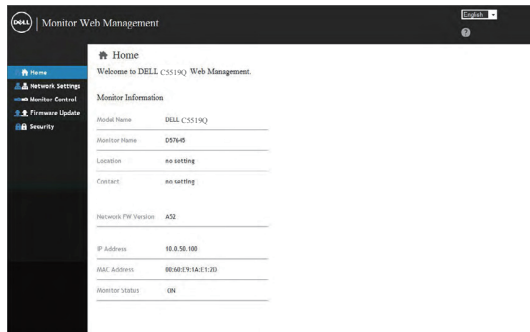 DELL | Monitor Web Management
English
?
Home
Network Settings
Monitor Control
Firmware Update
Security
Home
Welcome to DELL C5519Q Web Management.
Monitor Information
Model Name DELL C5519Q
Monitor Name D57645
Location no setting
Contact no setting
Network FW Version A52
IP Address 10.0.50.100
MAC Address 00:60:E9:1A:E1:2D
Monitor Status ON